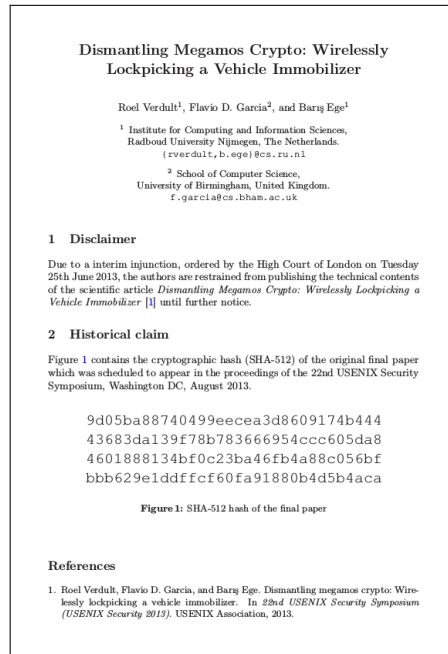 Dismantling Megamos Crypto: Wirelessly
Lockpicking a Vehicle Immobilizer
Roel Verdult¹, Flavio D. Garcia², and Barış Ege¹
¹ Institute for Computing and Information Sciences,
Radboud University Nijmegen, The Netherlands.
{rverdult,b.ege}@cs.ru.nl
² School of Computer Science,
University of Birmingham, United Kingdom.
f.garcia@cs.bham.ac.uk
1 Disclaimer
Due to a interim injunction, ordered by the High Court of London on Tuesday
25th June 2013, the authors are restrained from publishing the technical contents
of the scientific article Dismantling Megamos Crypto: Wirelessly Lockpicking a
Vehicle Immobilizer [1] until further notice.
2 Historical claim
Figure 1 contains the cryptographic hash (SHA-512) of the original final paper
which was scheduled to appear in the proceedings of the 22nd USENIX Security
Symposium, Washington DC, August 2013.
9d05ba88740499eecea3d8609174b444
43683da139f78b783666954ccc605da8
4601888134bf0c23ba46fb4a88c056bf
bbb629e1ddffcf60fa91880b4d5b4aca
Figure 1: SHA-512 hash of the final paper
References
1. Roel Verdult, Flavio D. Garcia, and Barış Ege. Dismantling megamos crypto: Wire-
lessly lockpicking a vehicle immobilizer. In 22nd USENIX Security Symposium
(USENIX Security 2013). USENIX Association, 2013.